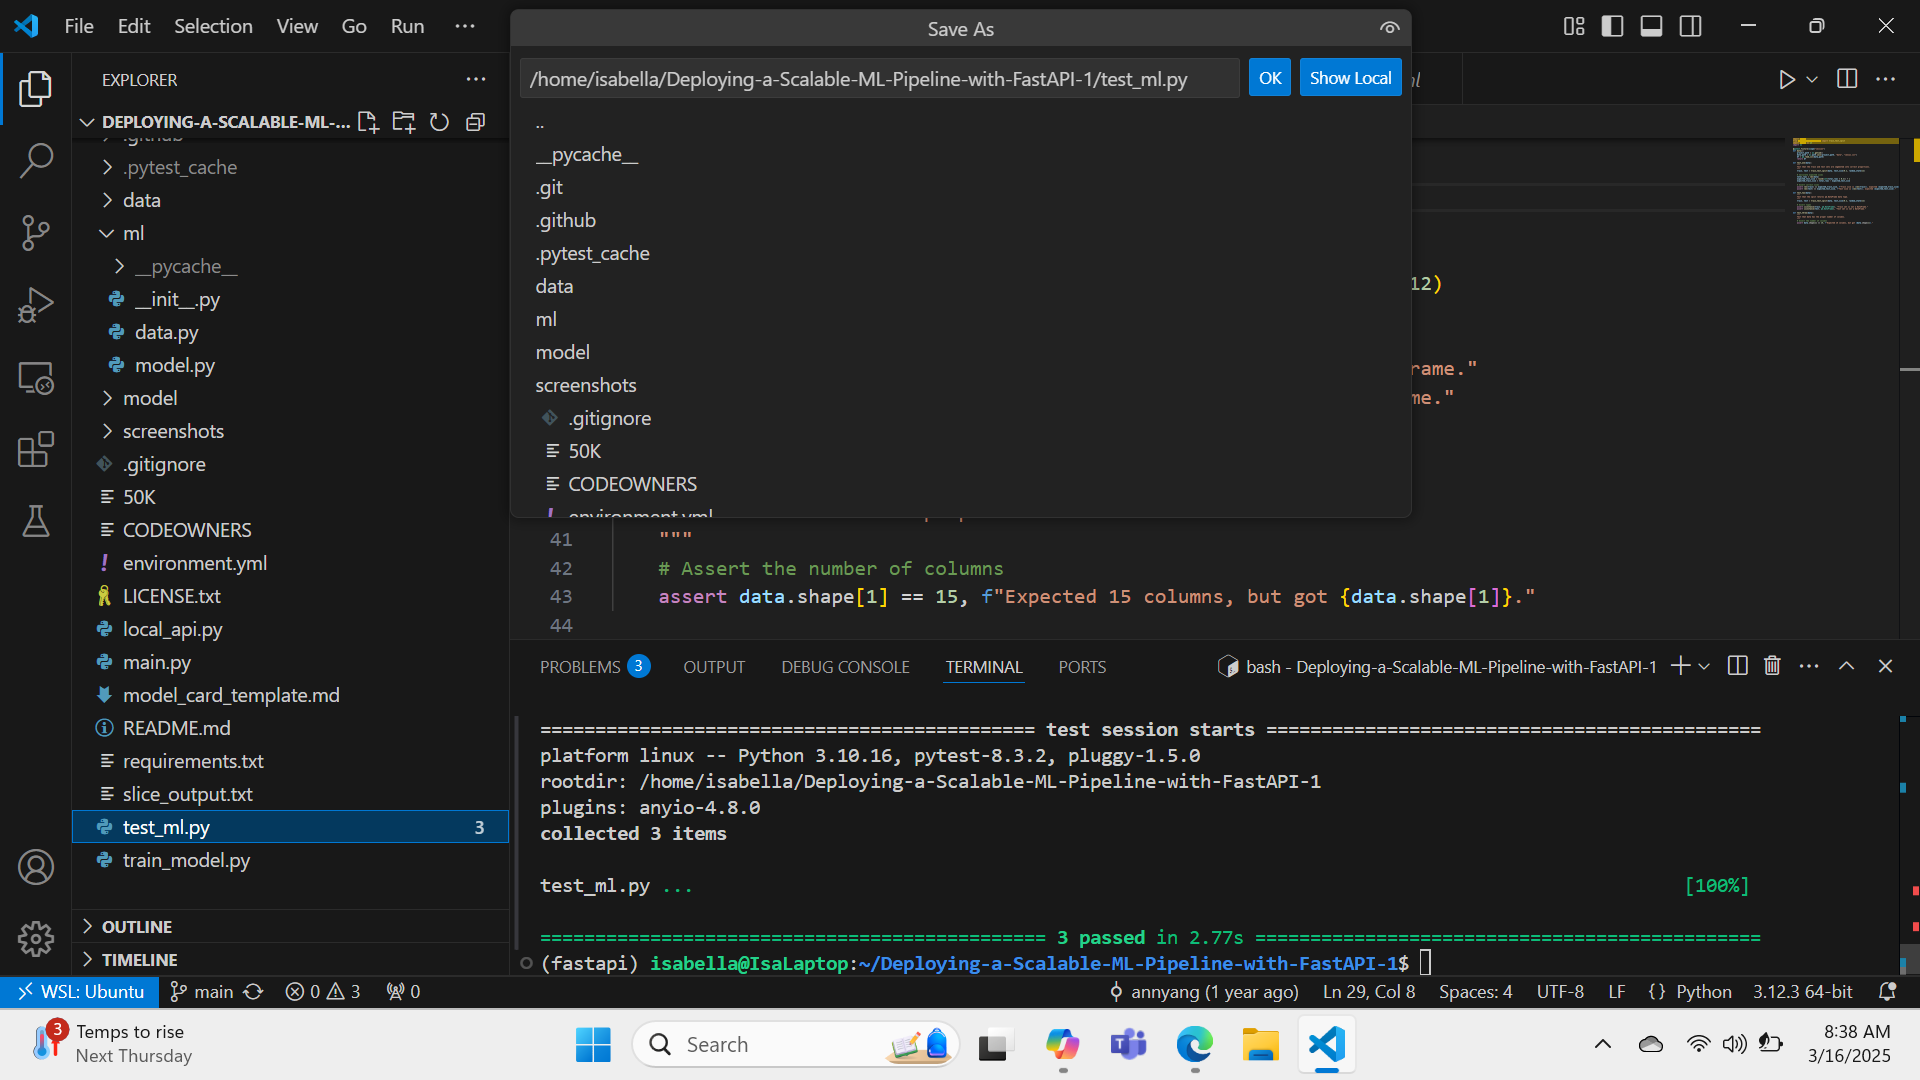 File Edit Selection View Go Run ...
Save As
EXPLORER
/home/isabella/Deploying-a-Scalable-ML-Pipeline-with-FastAPI-1/test_ml.py
OK
Show Local
DEPLOYING-A-SCALABLE-ML-...
.github
.pytest_cache
data
ml
__pycache__
__init__.py
data.py
model.py
model
screenshots
.gitignore
50K
CODEOWNERS
environment.yml
LICENSE.txt
local_api.py
main.py
model_card_template.md
README.md
requirements.txt
slice_output.txt
test_ml.py 3
train_model.py
OUTLINE
TIMELINE
..
__pycache__
.git
.github
.pytest_cache
data
ml
model
screenshots
.gitignore
50K
CODEOWNERS
environment.yml
12)
rame."
me."
41 """
42 # Assert the number of columns
43 assert data.shape[1] == 15, f"Expected 15 columns, but got {data.shape[1]}."
44
PROBLEMS 3 OUTPUT DEBUG CONSOLE TERMINAL PORTS
bash - Deploying-a-Scalable-ML-Pipeline-with-FastAPI-1
============================================= test session starts =============================================
platform linux -- Python 3.10.16, pytest-8.3.2, pluggy-1.5.0
rootdir: /home/isabella/Deploying-a-Scalable-ML-Pipeline-with-FastAPI-1
plugins: anyio-4.8.0
collected 3 items
test_ml.py ... [100%]
============================================== 3 passed in 2.77s ==============================================
(fastapi) isabella@IsaLaptop:~/Deploying-a-Scalable-ML-Pipeline-with-FastAPI-1$
WSL: Ubuntu main 0 3 0 annyang (1 year ago) Ln 29, Col 8 Spaces: 4 UTF-8 LF {} Python 3.12.3 64-bit
3
Temps to rise
Next Thursday
Search
8:38 AM
3/16/2025